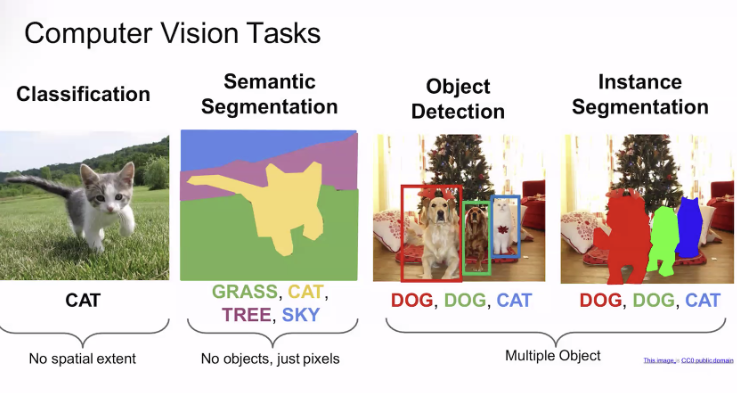 Computer Vision Tasks
Classification
Semantic
Segmentation
Object
Detection
Instance
Segmentation
CAT
GRASS, CAT,
TREE, SKY
DOG, DOG, CAT
DOG, DOG, CAT
No spatial extent
No objects, just pixels
Multiple Object
This image is CC0 public domain